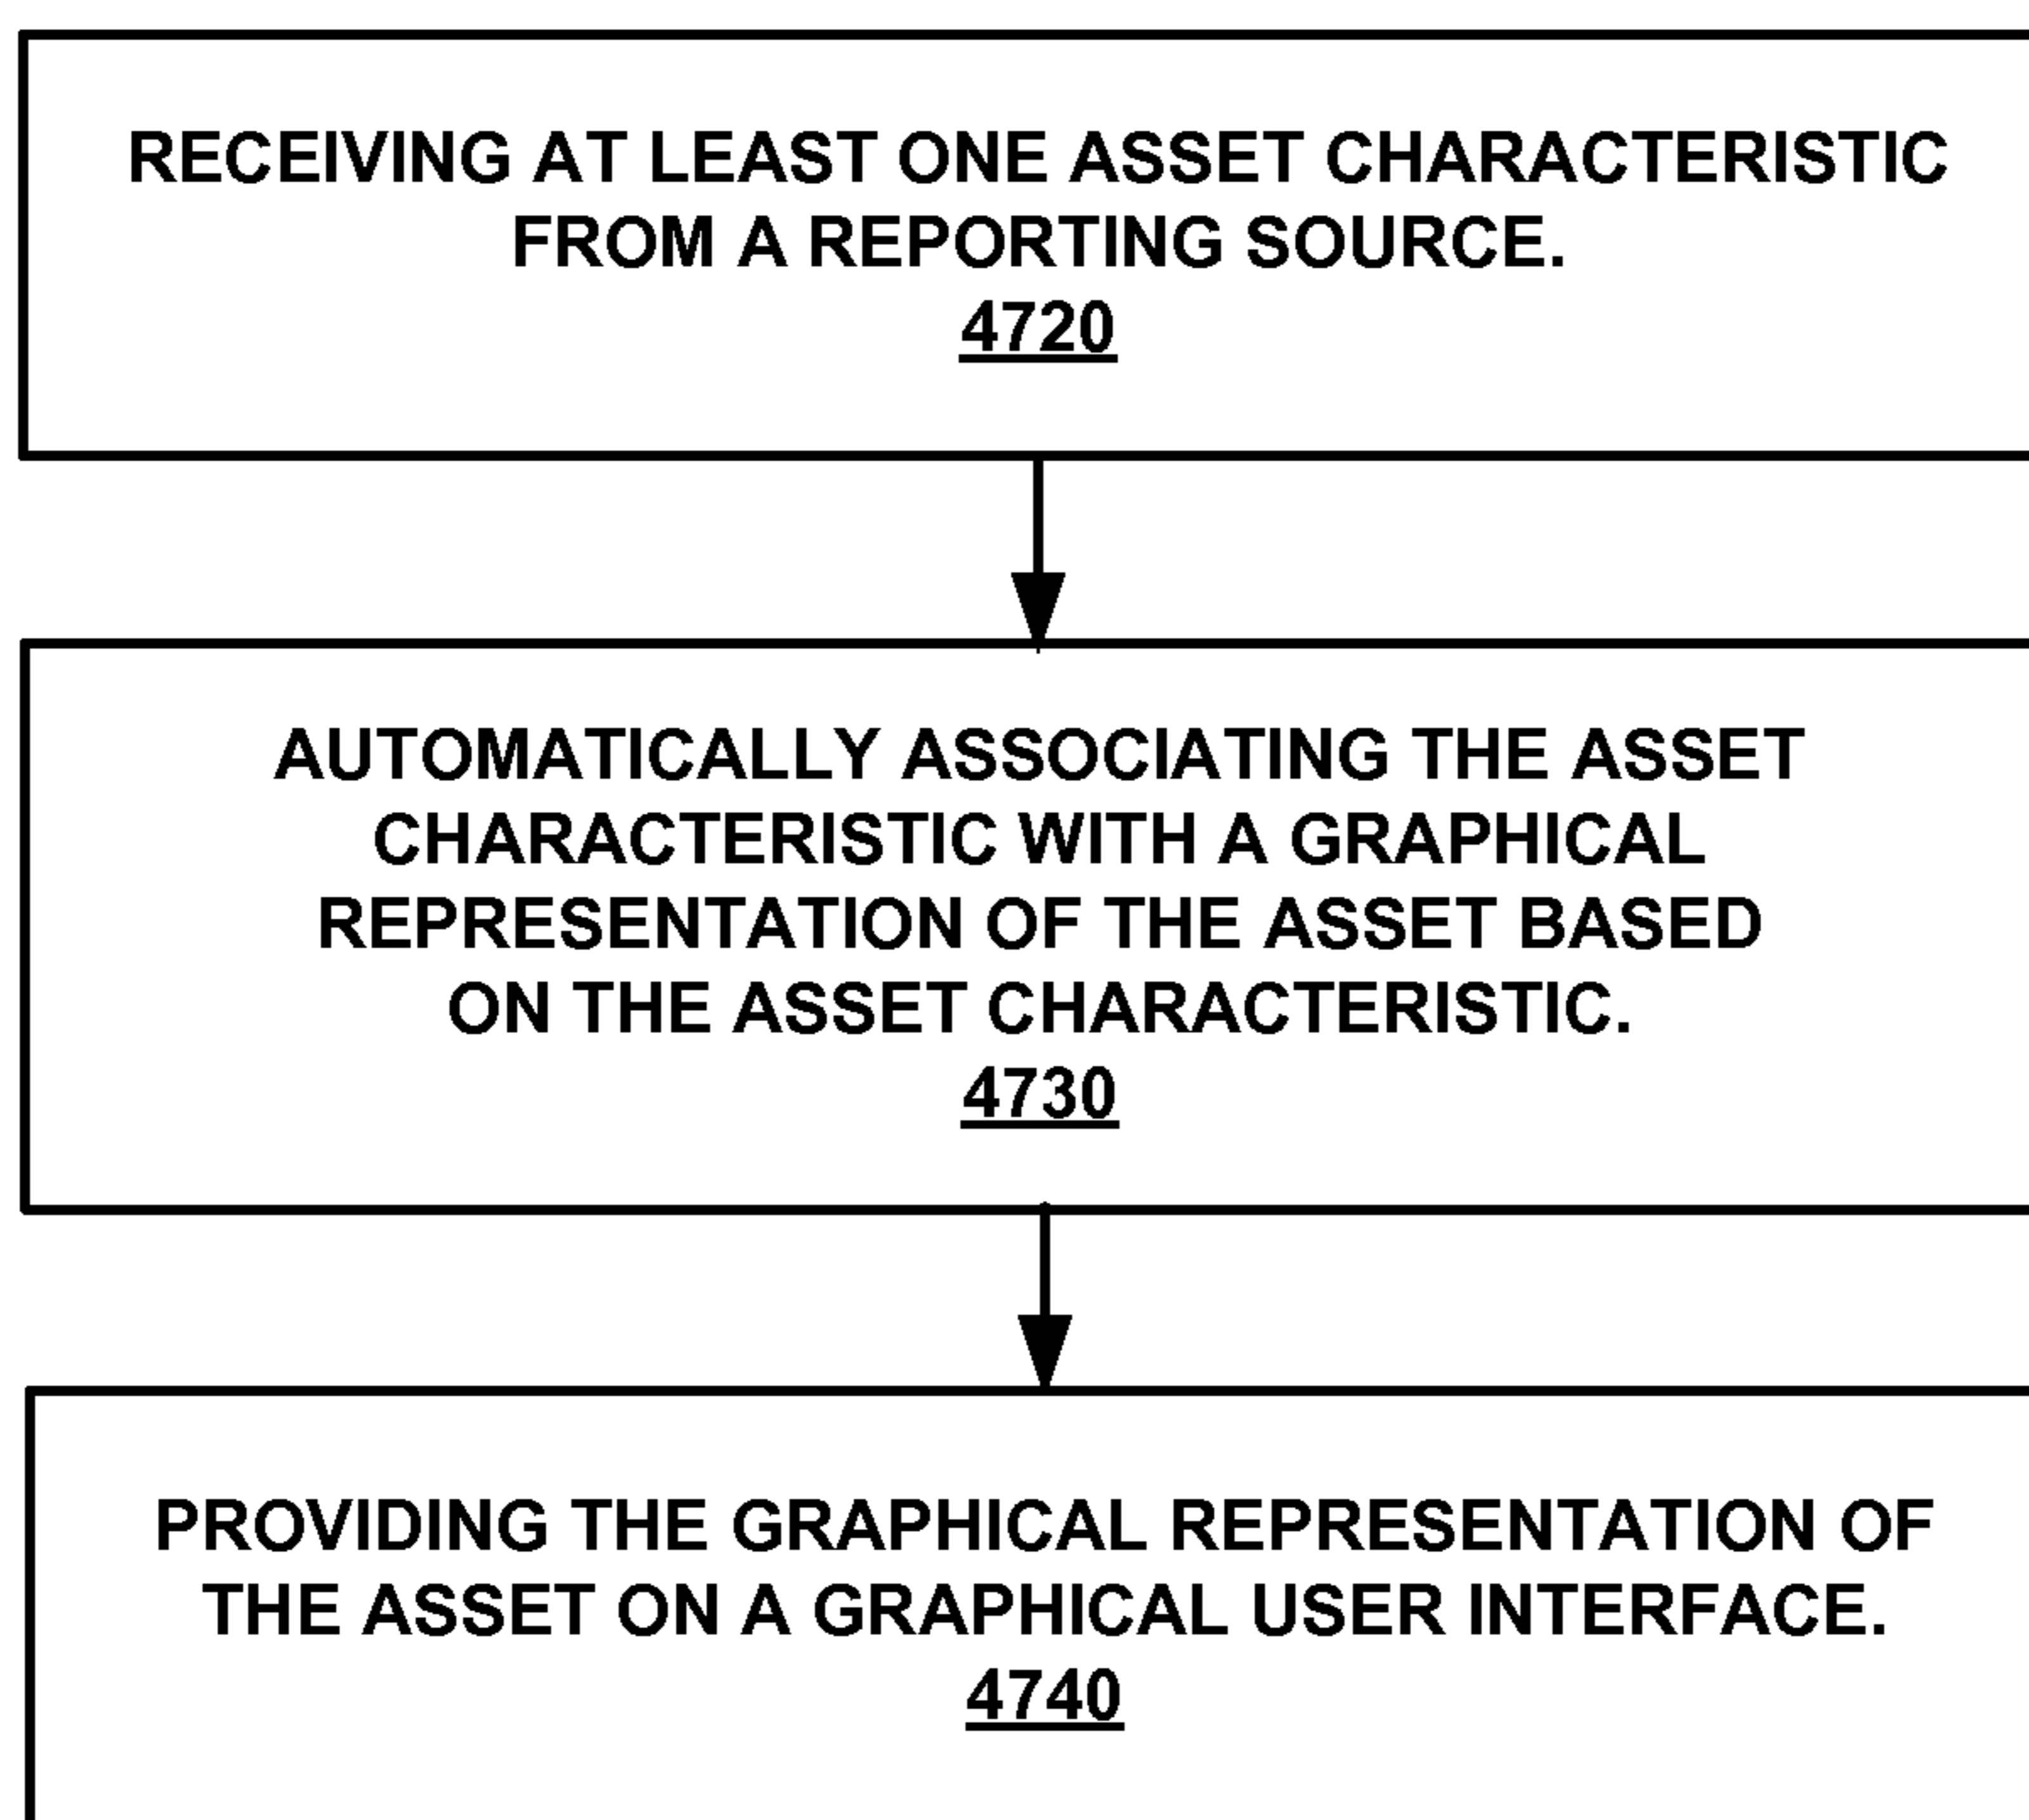 RECEIVING AT LEAST ONE ASSET CHARACTERISTIC
FROM A REPORTING SOURCE.
4720
AUTOMATICALLY ASSOCIATING THE ASSET
CHARACTERISTIC WITH A GRAPHICAL
REPRESENTATION OF THE ASSET BASED
ON THE ASSET CHARACTERISTIC.
4730
PROVIDING THE GRAPHICAL REPRESENTATION OF
THE ASSET ON A GRAPHICAL USER INTERFACE.
4740